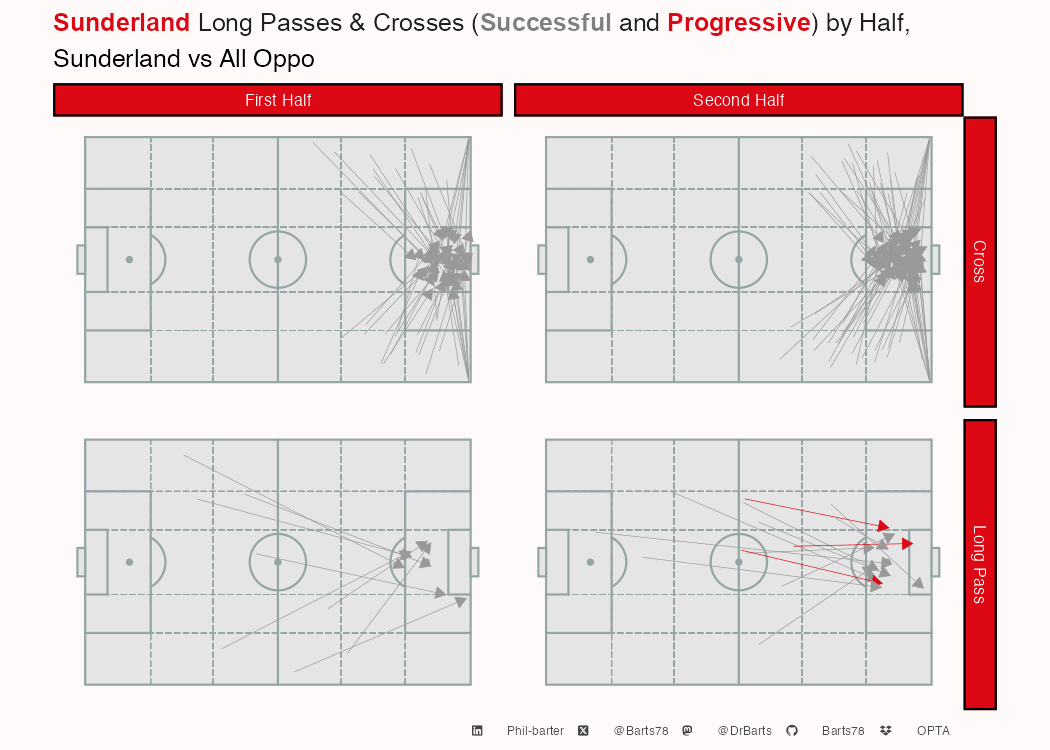 Sunderland Long Passes & Crosses (Successful and Progressive) by Half,
Sunderland vs All Oppo
First Half
Second Half
Cross
Long Pass
Phil-barter @Barts78 @DrBarts Barts78 OPTA